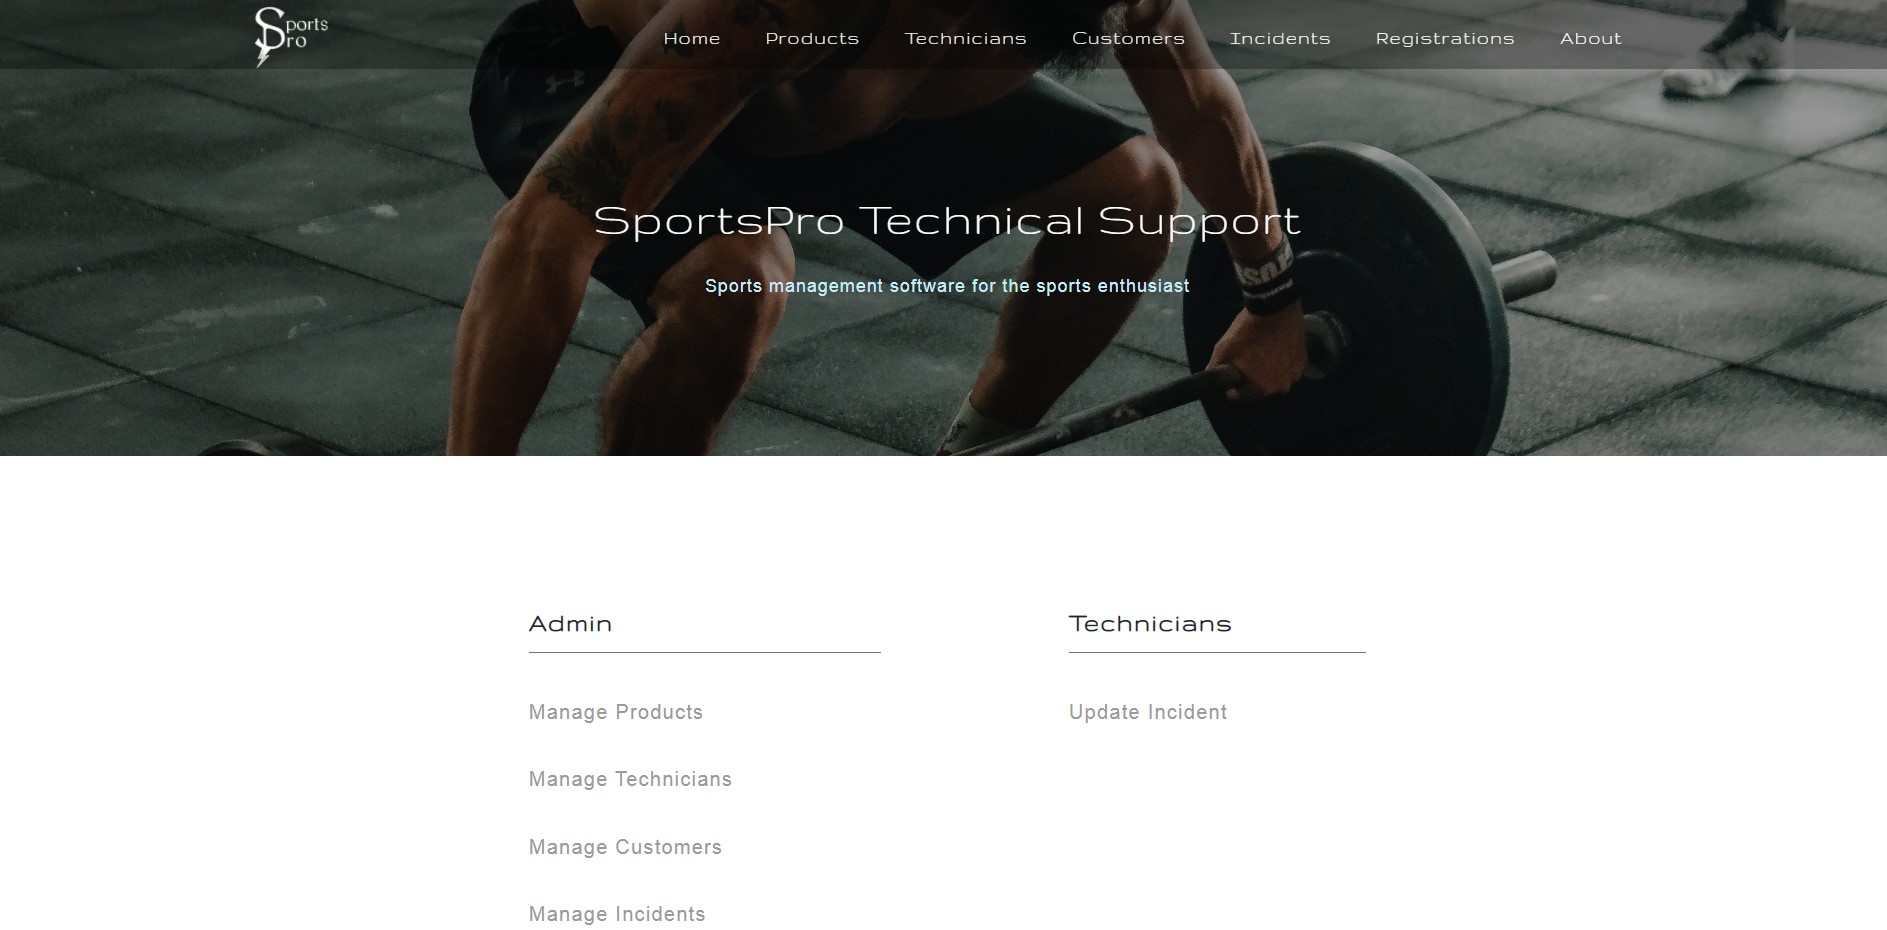 Sports
Pro
Home Products Technicians Customers Incidents Registrations About
SportsPro Technical Support
Sports management software for the sports enthusiast
Admin
Technicians
Manage Products
Update Incident
Manage Technicians
Manage Customers
Manage Incidents